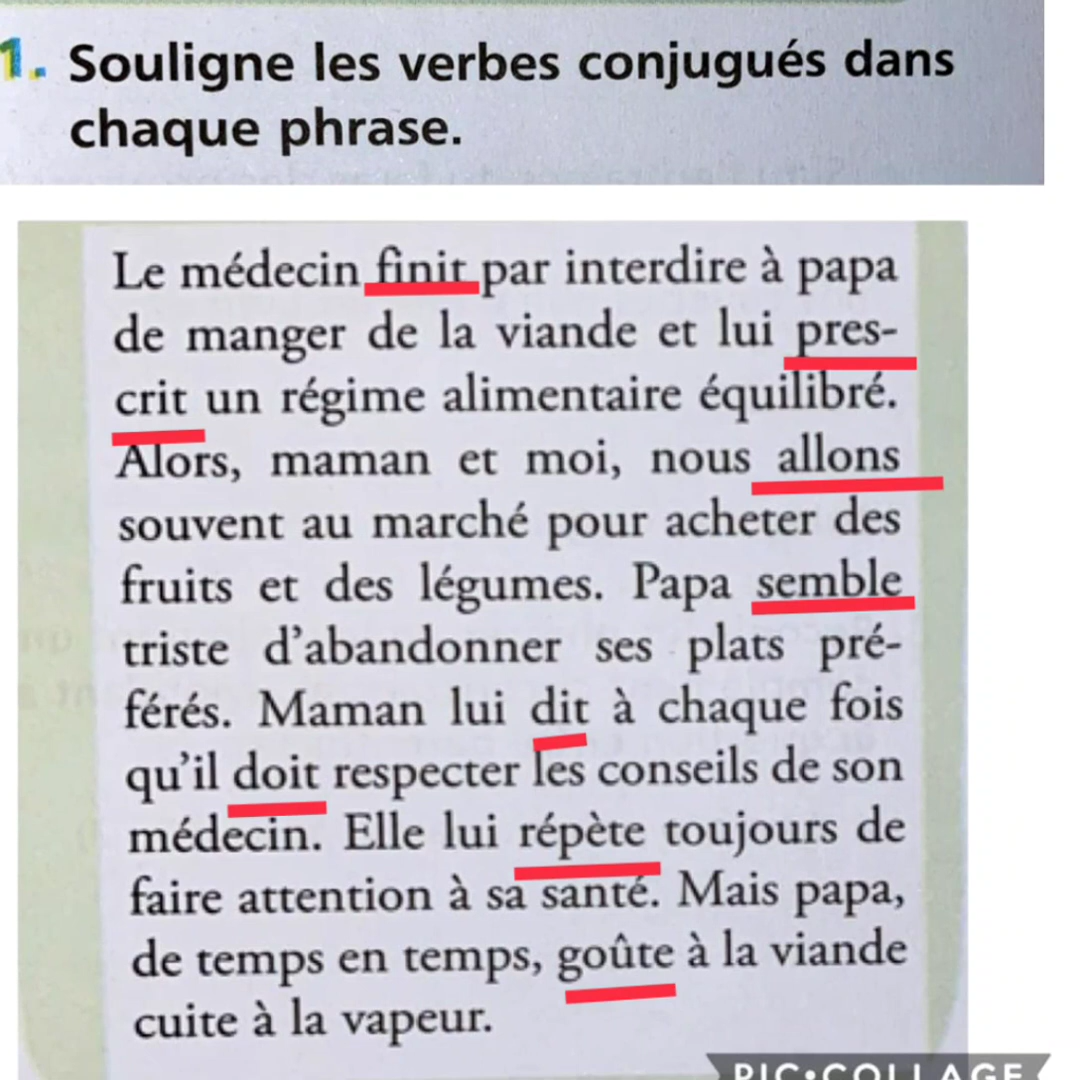 1. Souligne les verbes conjugués dans
chaque phrase.
Le médecin finit par interdire à papa
de manger de la viande et lui pres-
crit un régime alimentaire équilibré.
Alors, maman et moi, nous allons
souvent au marché pour acheter des
fruits et des légumes. Papa semble
triste d'abandonner ses plats pré-
férés. Maman lui dit à chaque fois
qu'il doit respecter les conseils de son
médecin. Elle lui répète toujours de
faire attention à sa santé. Mais papa,
de temps en temps, goûte à la viande
cuite à la vapeur.
PIC•COLLAGE